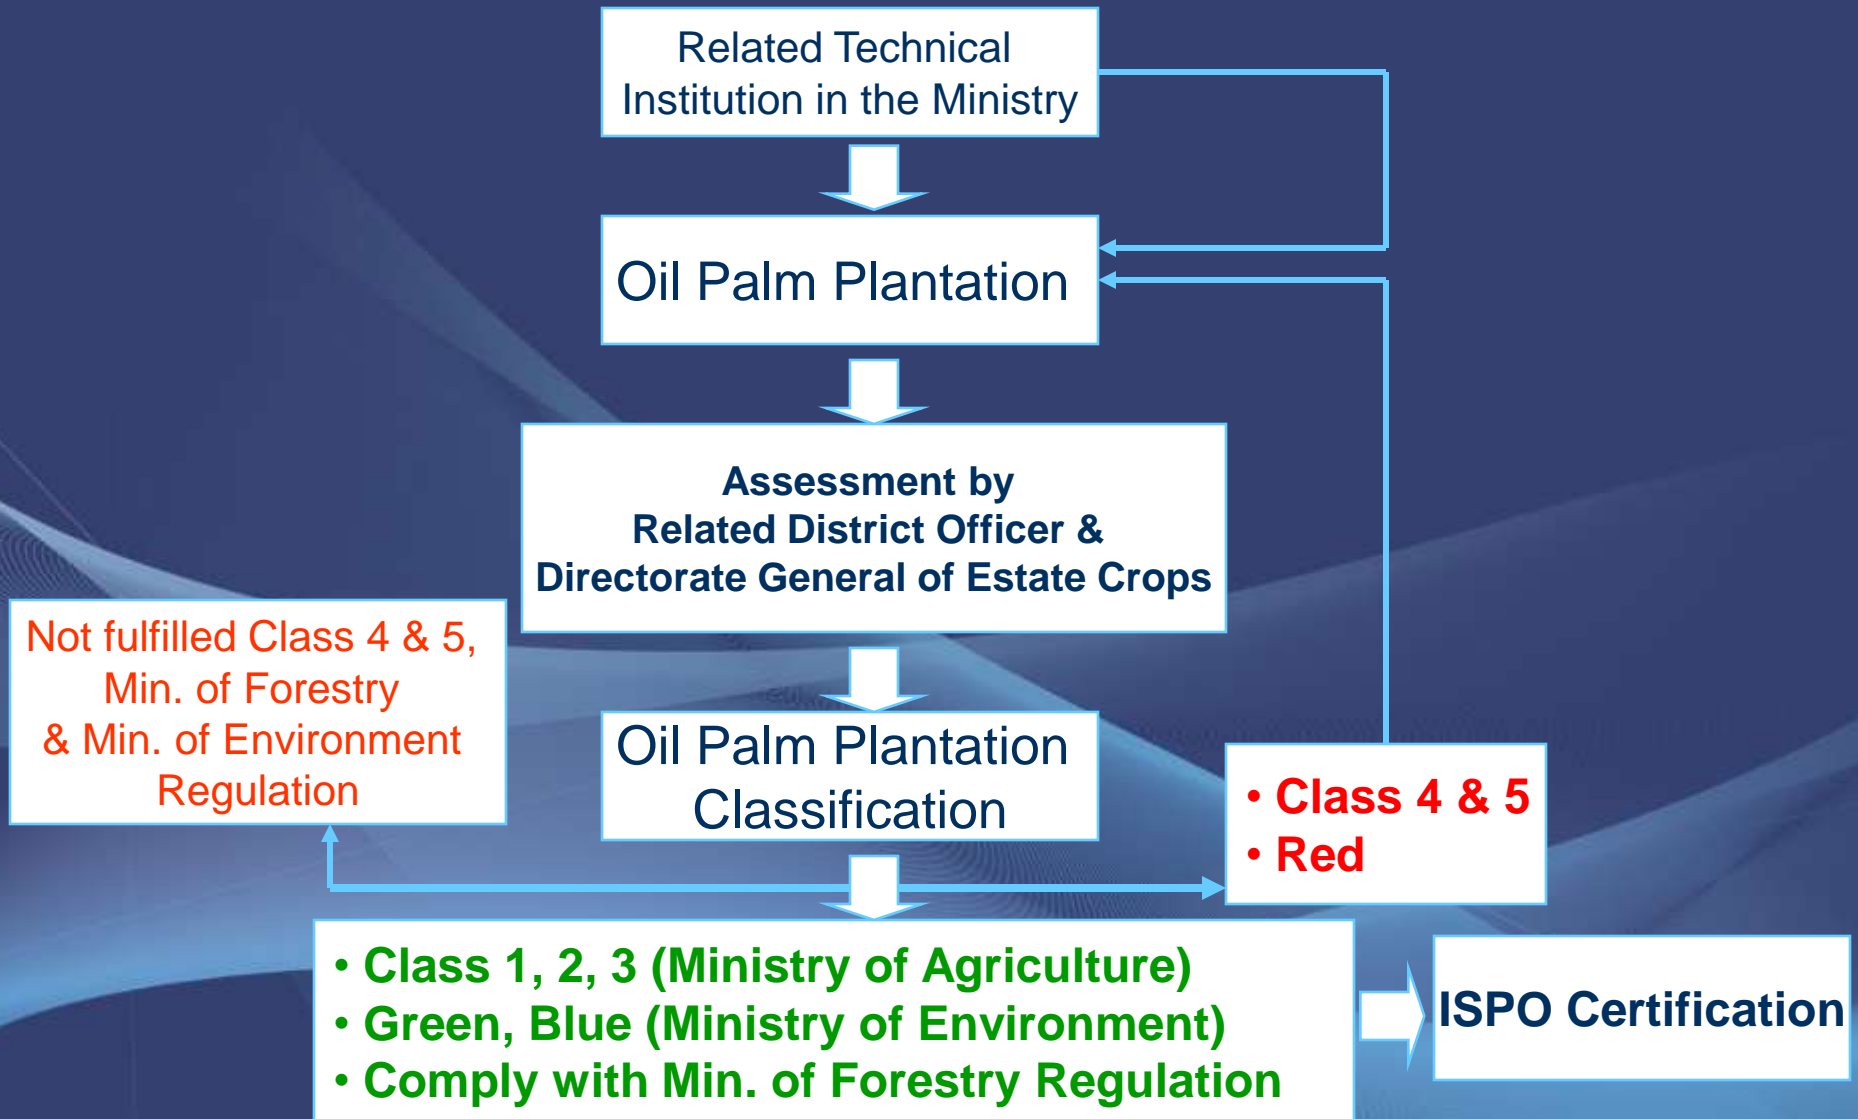 Related Technical
Institution in the Ministry
Oil Palm Plantation
Assessment by
Related District Officer &
Directorate General of Estate Crops
Not fulfilled Class 4 & 5,
Min. of Forestry
& Min. of Environment
Regulation
Oil Palm Plantation
Classification
• Class 4 & 5
• Red
• Class 1, 2, 3 (Ministry of Agriculture)
• Green, Blue (Ministry of Environment)
• Comply with Min. of Forestry Regulation
ISPO Certification